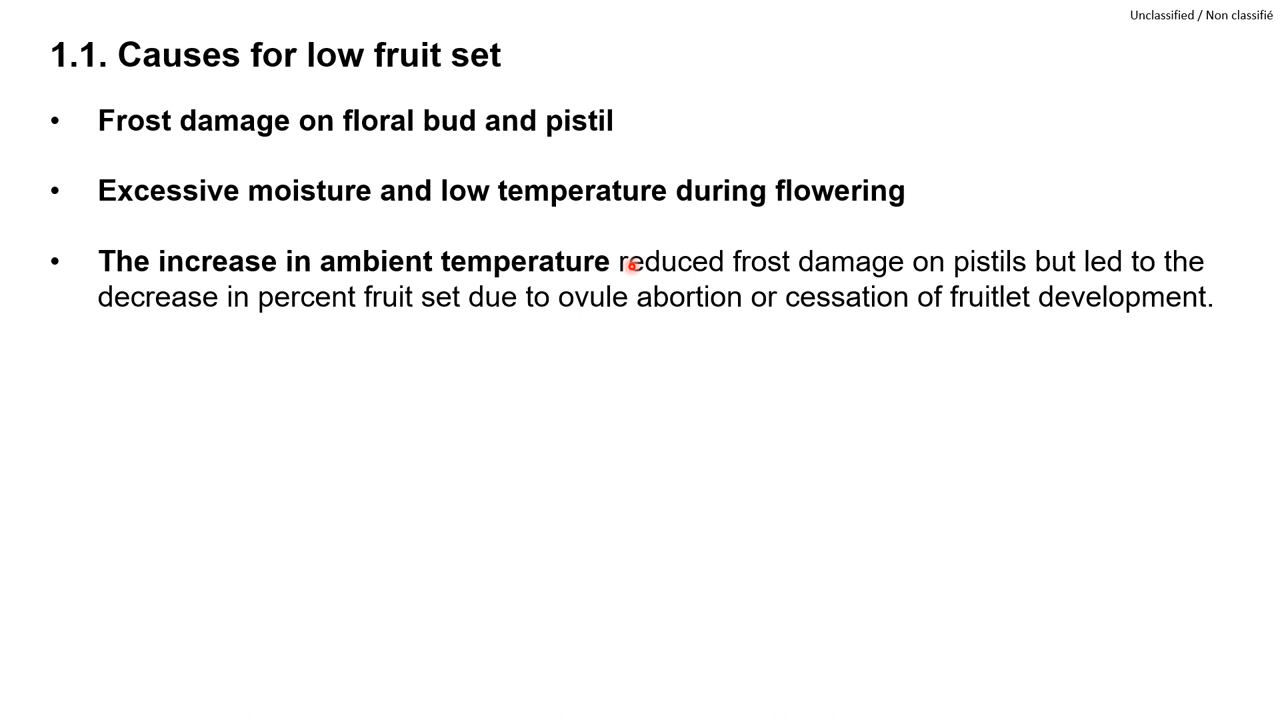 Unclassified / Non classifié
1.1. Causes for low fruit set
• Frost damage on floral bud and pistil
• Excessive moisture and low temperature during flowering
• The increase in ambient temperature reduced frost damage on pistils but led to the
decrease in percent fruit set due to ovule abortion or cessation of fruitlet development.